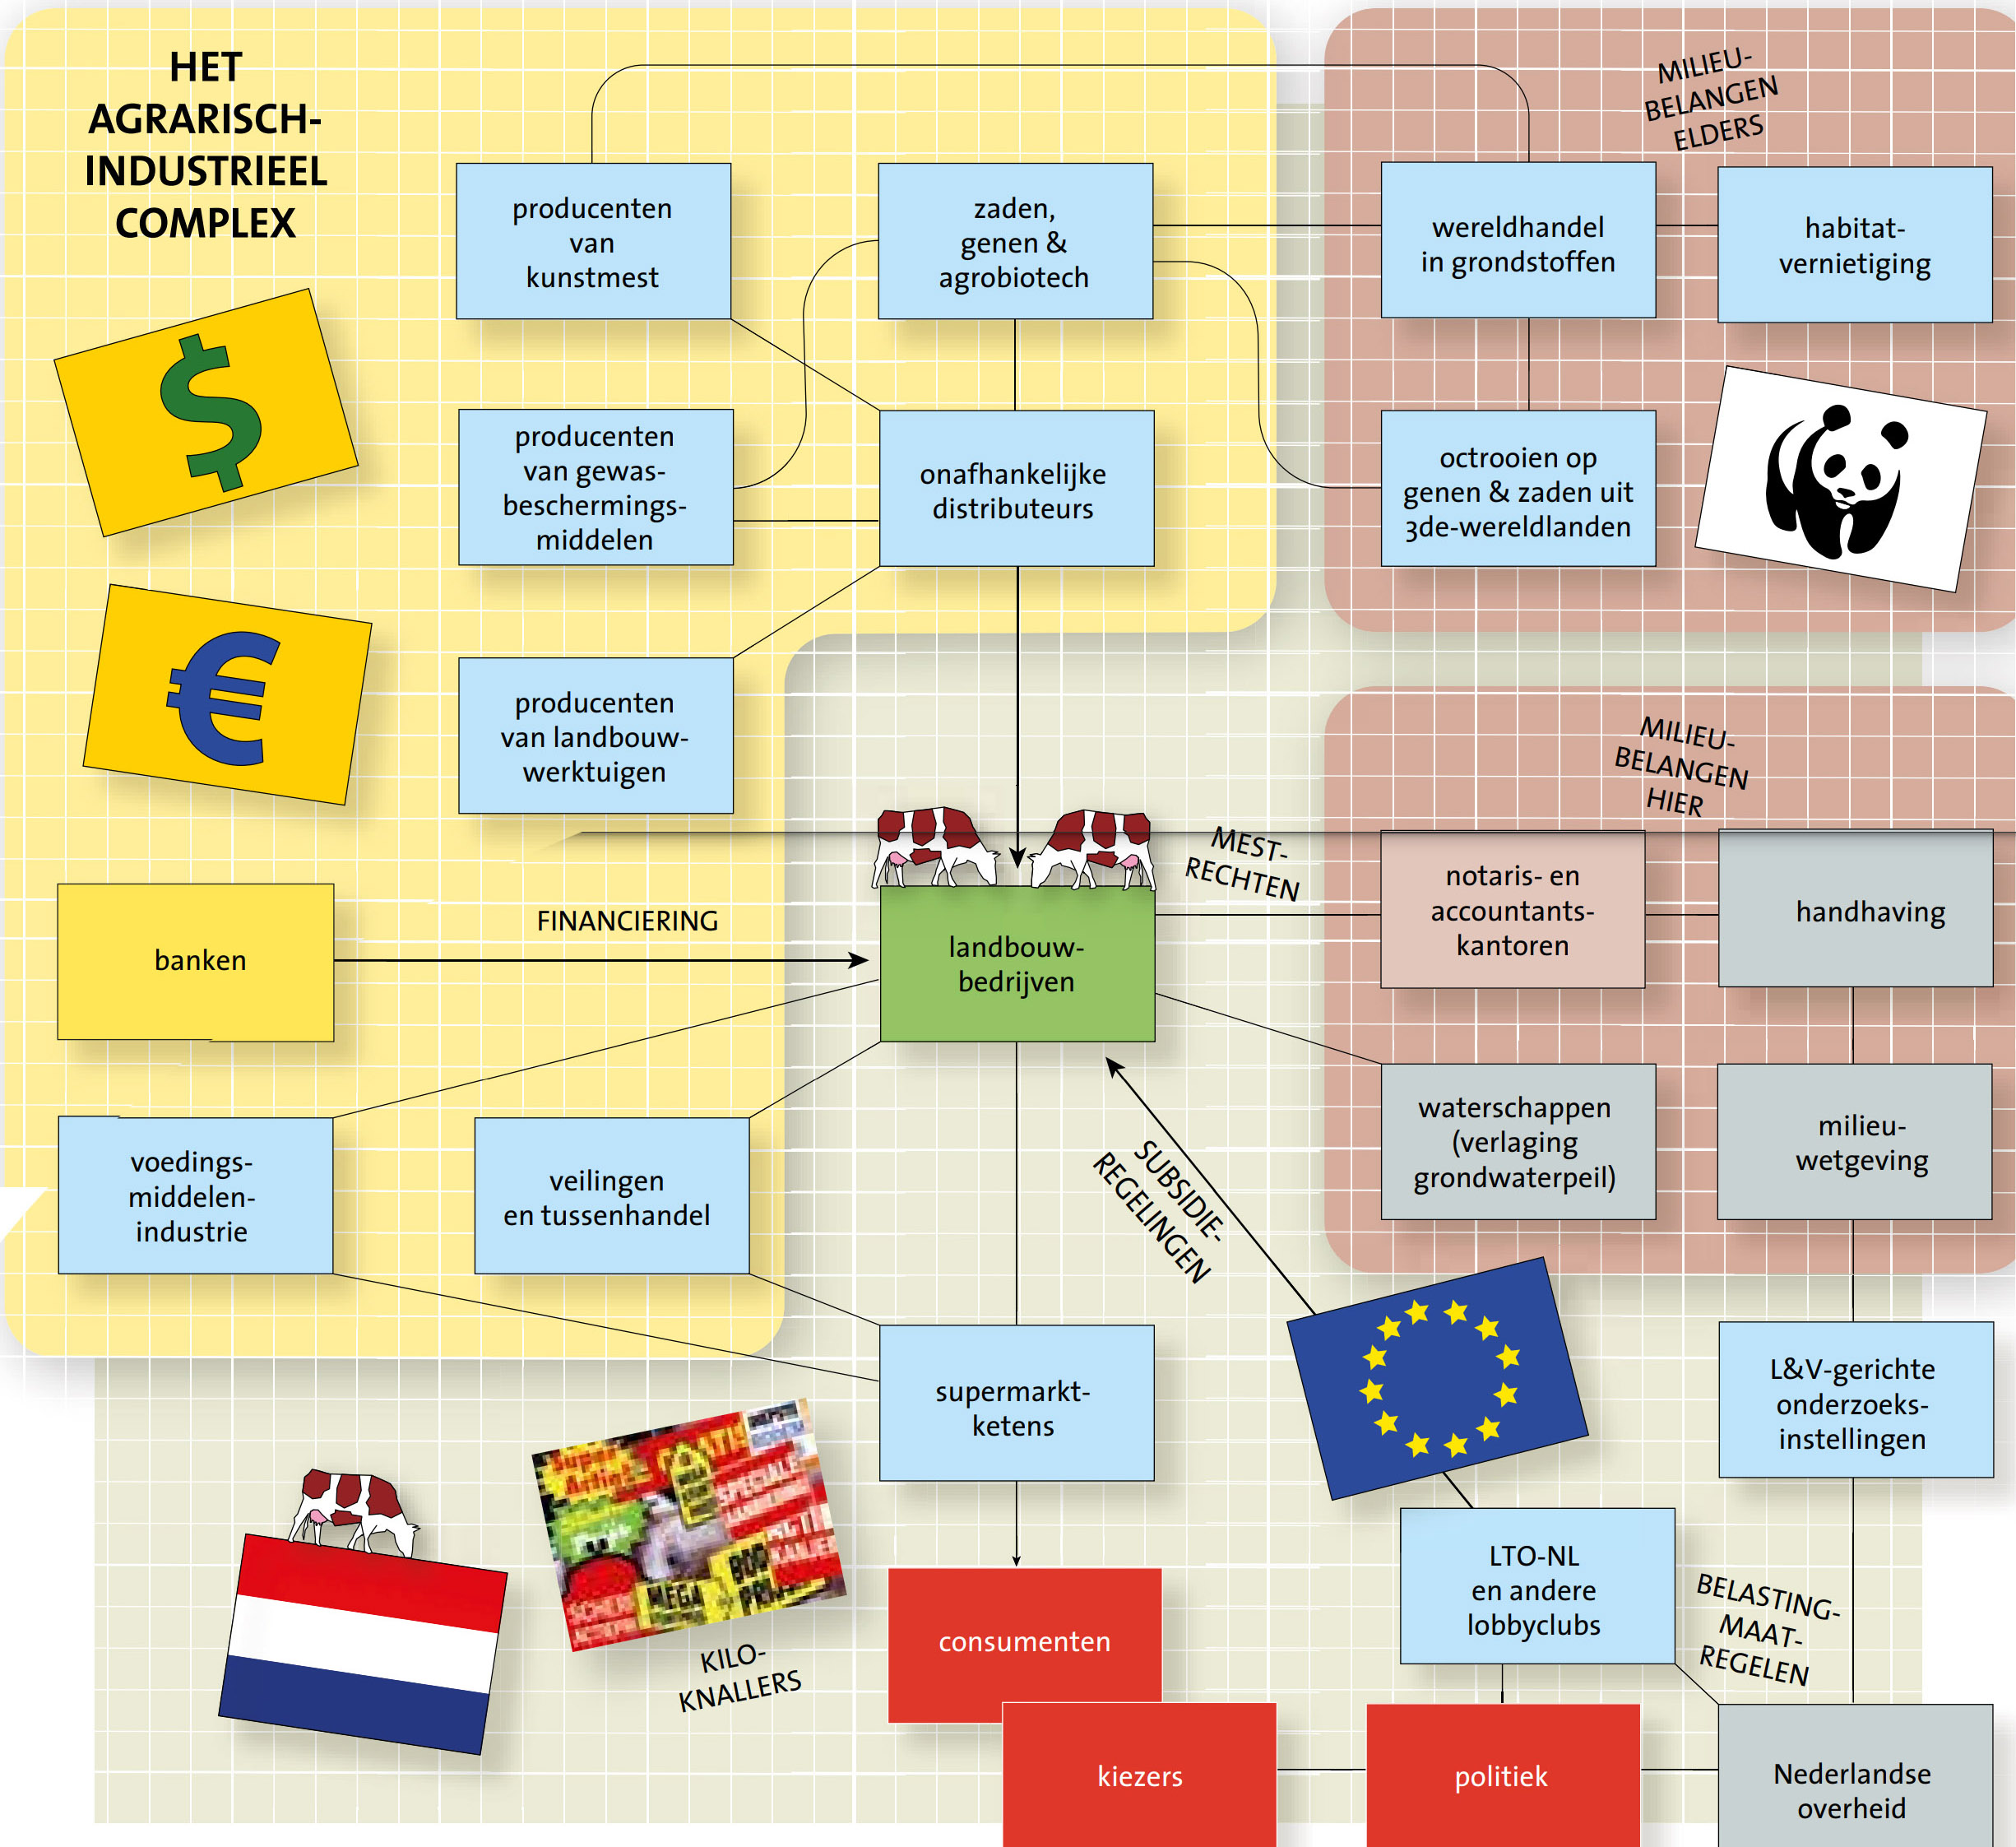 HET
AGRARISCH-
INDUSTRIEEL
COMPLEX
MILIEU-
BELANGEN
ELDERS
producenten
van
kunstmest
zaden,
genen &
agrobiotech
wereldhandel
in grondstoffen
habitat-
vernietiging
$
producenten
van gewas-
beschermings-
middelen
onafhankelijke
distributeurs
octrooien op
genen & zaden uit
3de-wereldlanden
€
producenten
van landbouw-
werktuigen
MILIEU-
BELANGEN
HIER
MEST-
RECHTEN
banken
FINANCIERING
landbouw-
bedrijven
notaris- en
accountants-
kantoren
handhaving
voedings-
middelen-
industrie
veilingen
en tussenhandel
SUBSIDIE-
REGELINGEN
waterschappen
(verlaging
grondwaterpeil)
milieu-
wetgeving
supermarkt-
ketens
L&V-gerichte
onderzoeks-
instellingen
MEGA
KILO-
KNALLERS
consumenten
LTO-NL
en andere
lobbyclubs
BELASTING-
MAAT-
REGELEN
kiezers
politiek
Nederlandse
overheid